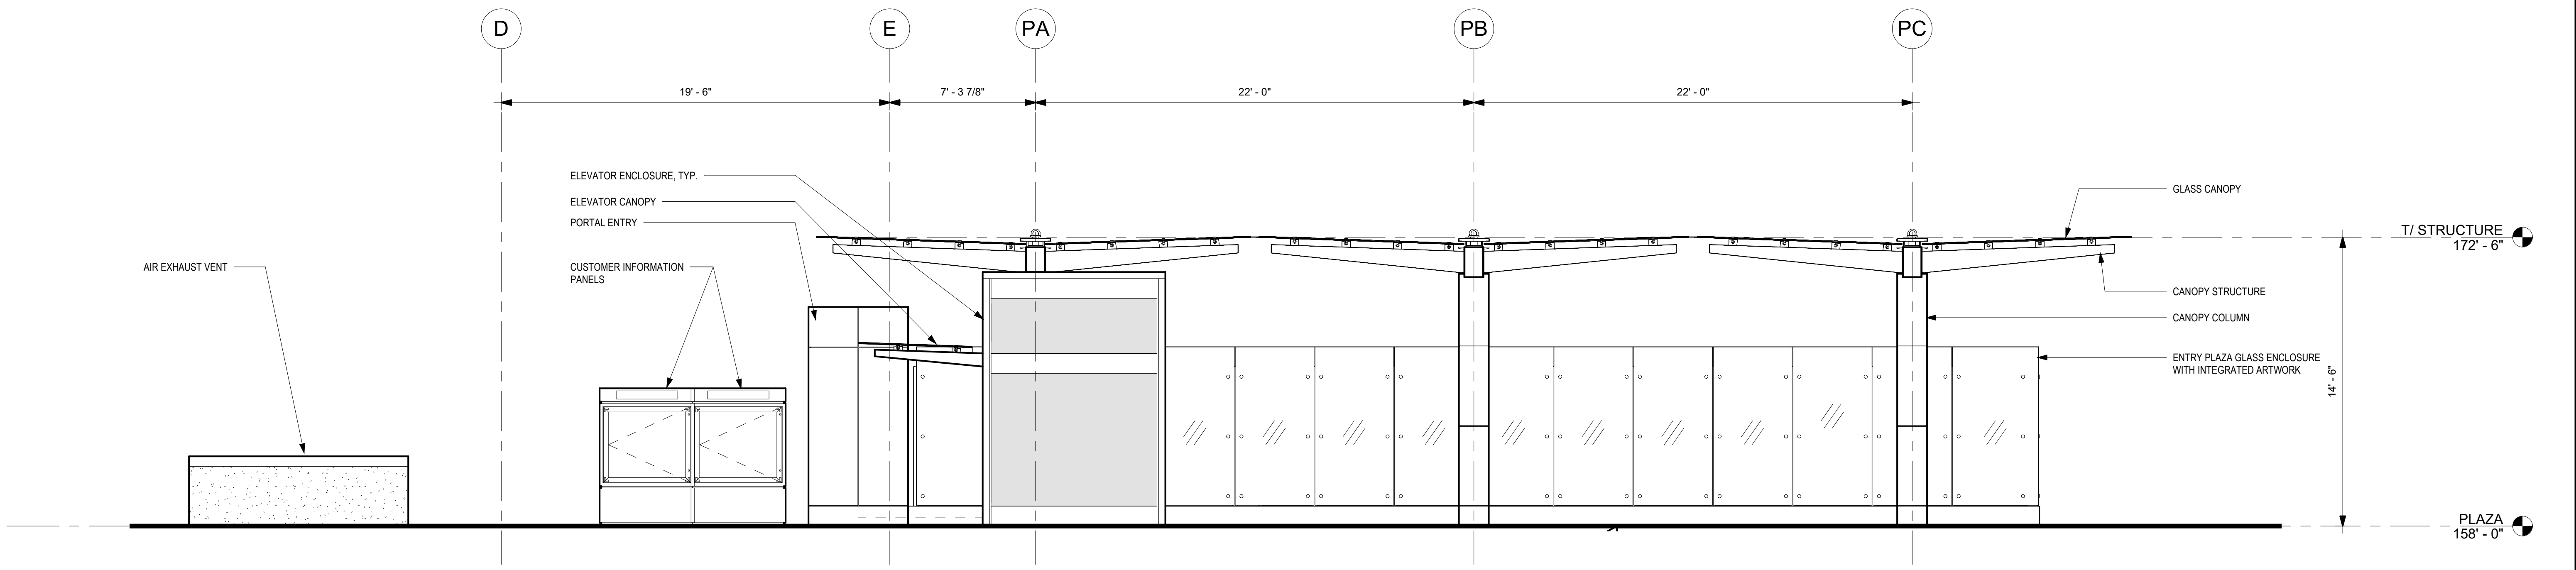 D
E
PA
PB
PC
19' - 6"
7' - 3 7/8"
22' - 0"
22' - 0"
ELEVATOR ENCLOSURE, TYP.
ELEVATOR CANOPY
PORTAL ENTRY
AIR EXHAUST VENT
CUSTOMER INFORMATION
PANELS
GLASS CANOPY
T/ STRUCTURE
172' - 6"
CANOPY STRUCTURE
CANOPY COLUMN
ENTRY PLAZA GLASS ENCLOSURE
WITH INTEGRATED ARTWORK
14' - 6"
PLAZA
158' - 0"